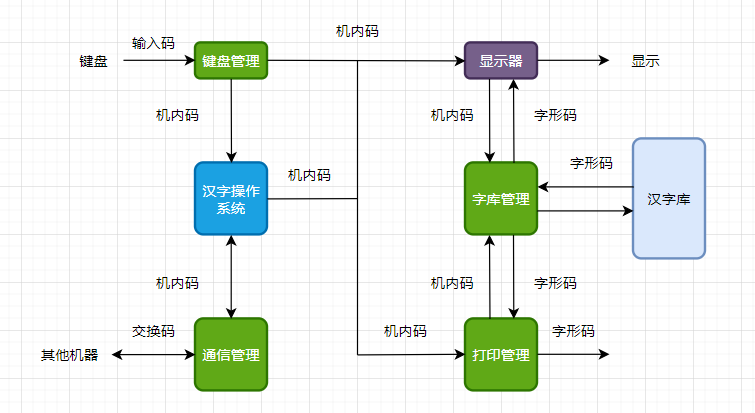 机内码
输入码
键盘
键盘管理
显示器
显示
机内码
机内码
字形码
字形码
机内码
汉字操作
系统
字库管理
汉字库
机内码
机内码
字形码
交换码
机内码
字形码
其他机器
通信管理
打印管理